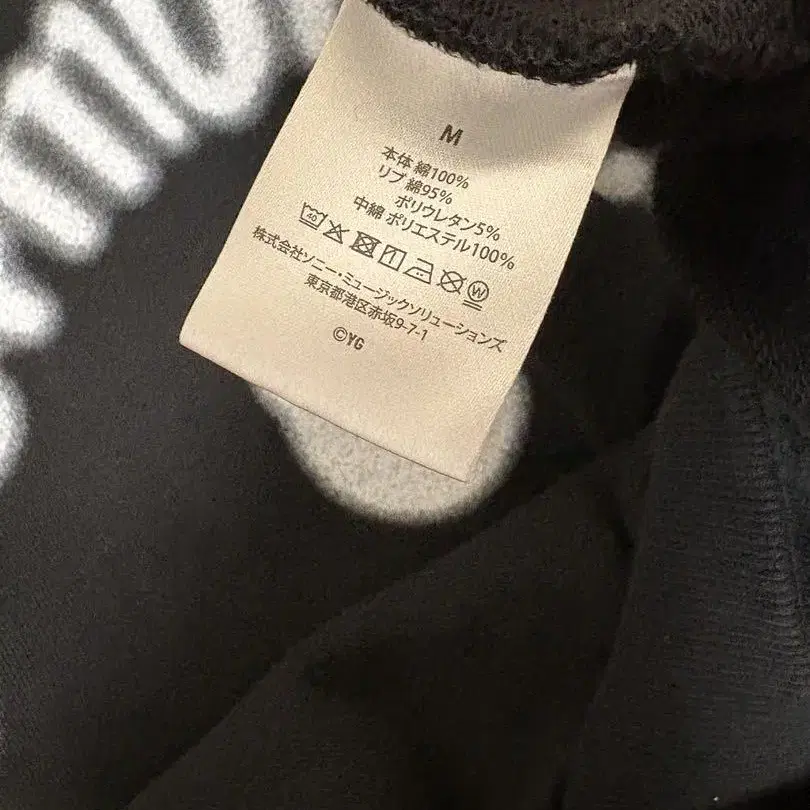 M
本体 綿100%
リブ 綿95%
ポリウレタン5%
中綿 ポリエステル100%
40
W
株式会社ソニー・ミュージックソリューションズ
東京都港区赤坂9-7-1
©YG